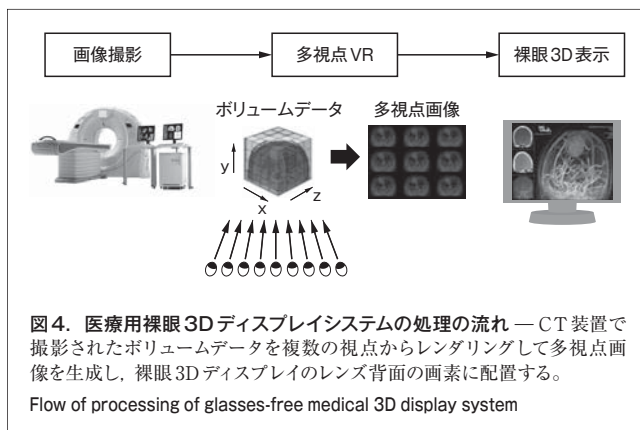 画像撮影
多視点VR
裸眼3D表示
ボリュームデータ
多視点画像
y
x
z
図4. 医療用裸眼3Dディスプレイシステムの処理の流れ — CT装置で
撮影されたボリュームデータを複数の視点からレンダリングして多視点画
像を生成し,裸眼3Dディスプレイのレンズ背面の画素に配置する。
Flow of processing of glasses-free medical 3D display system